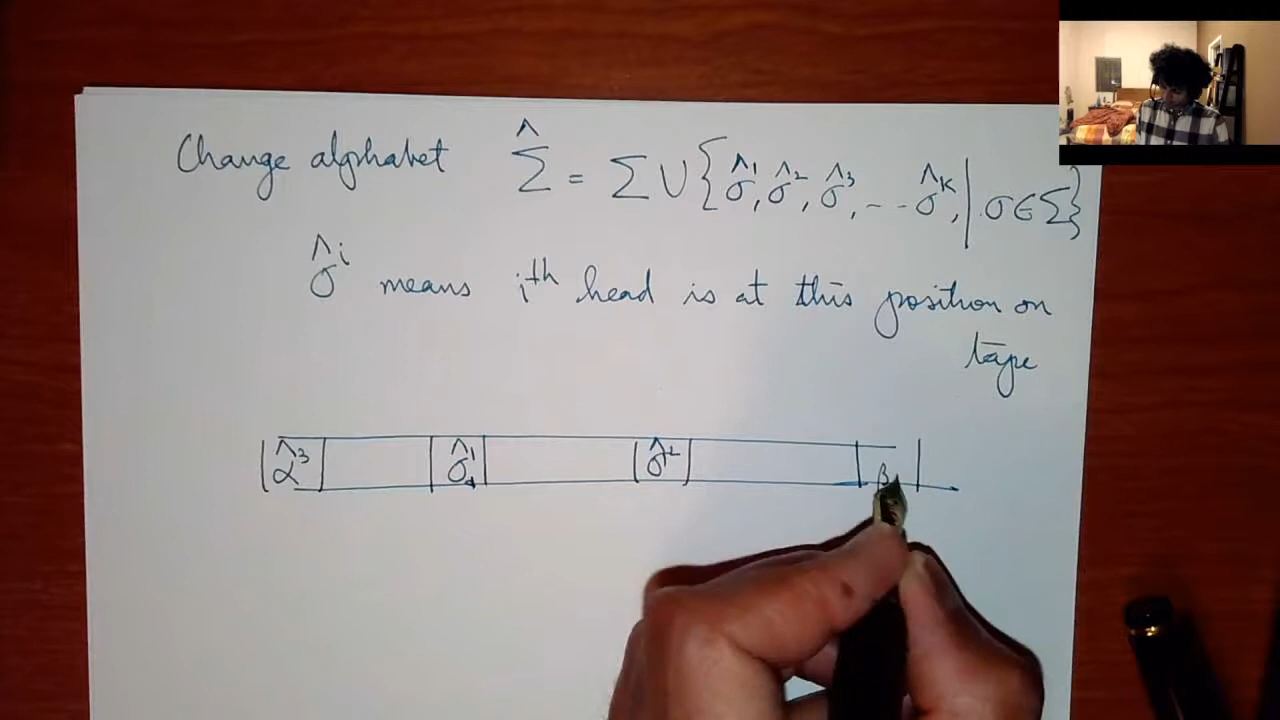 Change alphabet Σ̂ = Σ ∪ { σ̂¹, σ̂², σ̂³, -- σ̂ᴷ, | σ ∈ Σ }
σ̂ⁱ means iᵗʰ head is at this position on
tape
α̂³ σ̂¹ σ̂² β